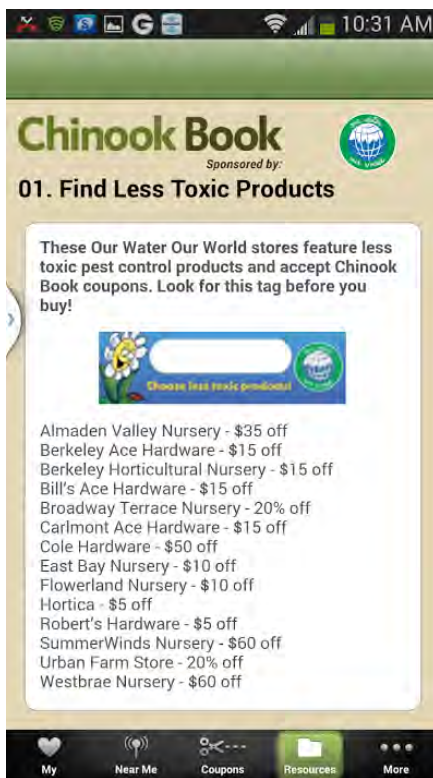 10:31 AM
Chinook Book
Sponsored by:
01. Find Less Toxic Products
These Our Water Our World stores feature less
toxic pest control products and accept Chinook
Book coupons. Look for this tag before you
buy!
Choose less toxic products!
Almaden Valley Nursery - $35 off
Berkeley Ace Hardware - $15 off
Berkeley Horticultural Nursery - $15 off
Bill's Ace Hardware - $15 off
Broadway Terrace Nursery - 20% off
Carlmont Ace Hardware - $15 off
Cole Hardware - $50 off
East Bay Nursery - $10 off
Flowerland Nursery - $10 off
Hortica - $5 off
Robert's Hardware - $5 off
SummerWinds Nursery - $60 off
Urban Farm Store - 20% off
Westbrae Nursery - $60 off
My Near Me Coupons Resources More